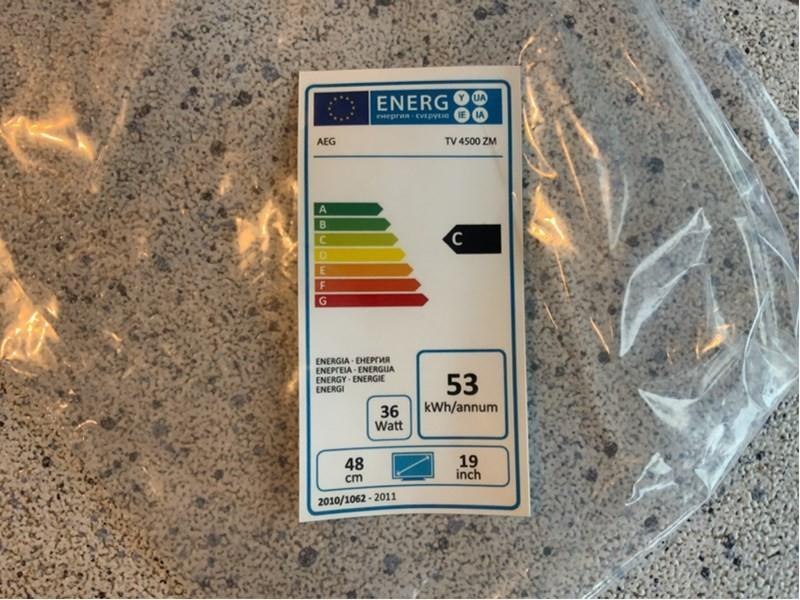 ENERG Y UA
енергия · ενεργεια IE IA
AEG TV 4500 ZM
A
B
C
D
E
F
G
C
ENERGIA · ЕНЕРГИЯ
ΕΝΕΡΓΕΙΑ · ENERGIJA
ENERGY · ENERGIE
ENERGI
53
kWh/annum
36
Watt
48
cm
19
inch
2010/1062 - 2011